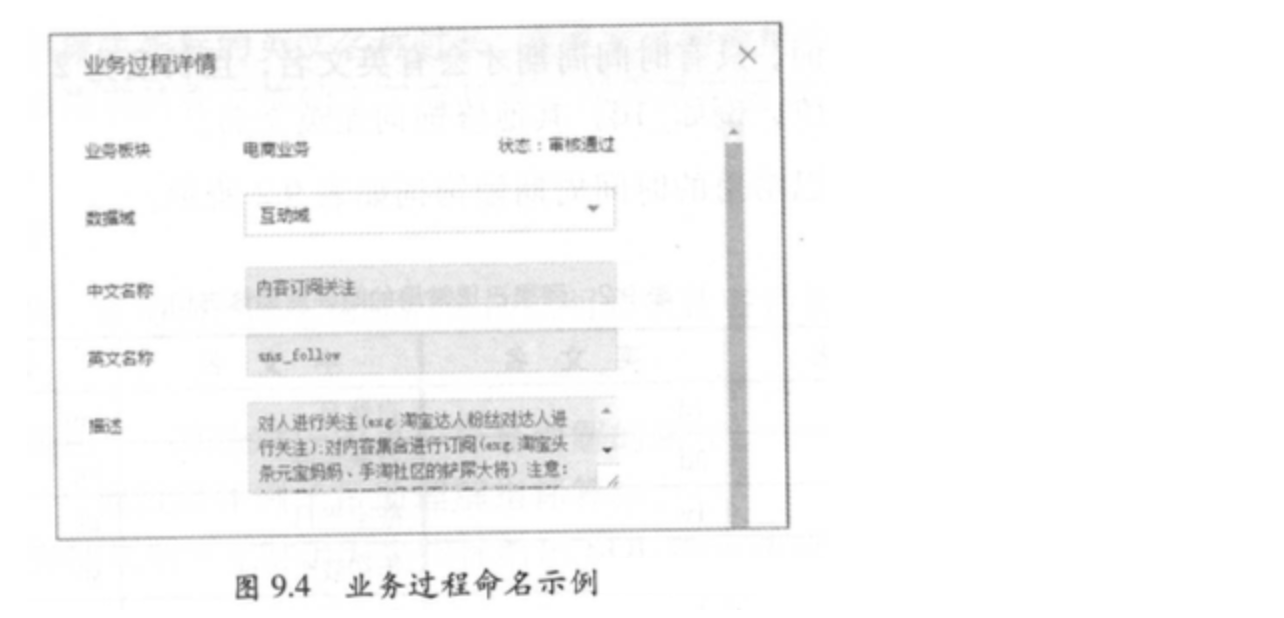 业务过程详情 ×
业务板块 电商业务 状态：审核通过
数据域 互动域
中文名称 内容订阅关注
英文名称 sns_follow
描述 对人进行关注(exg.淘宝达人粉丝对达人进
行关注);对内容集合进行订阅(exg.淘宝头
条元宝妈妈、手淘社区的铲屎大将）注意：
图 9.4 业务过程命名示例